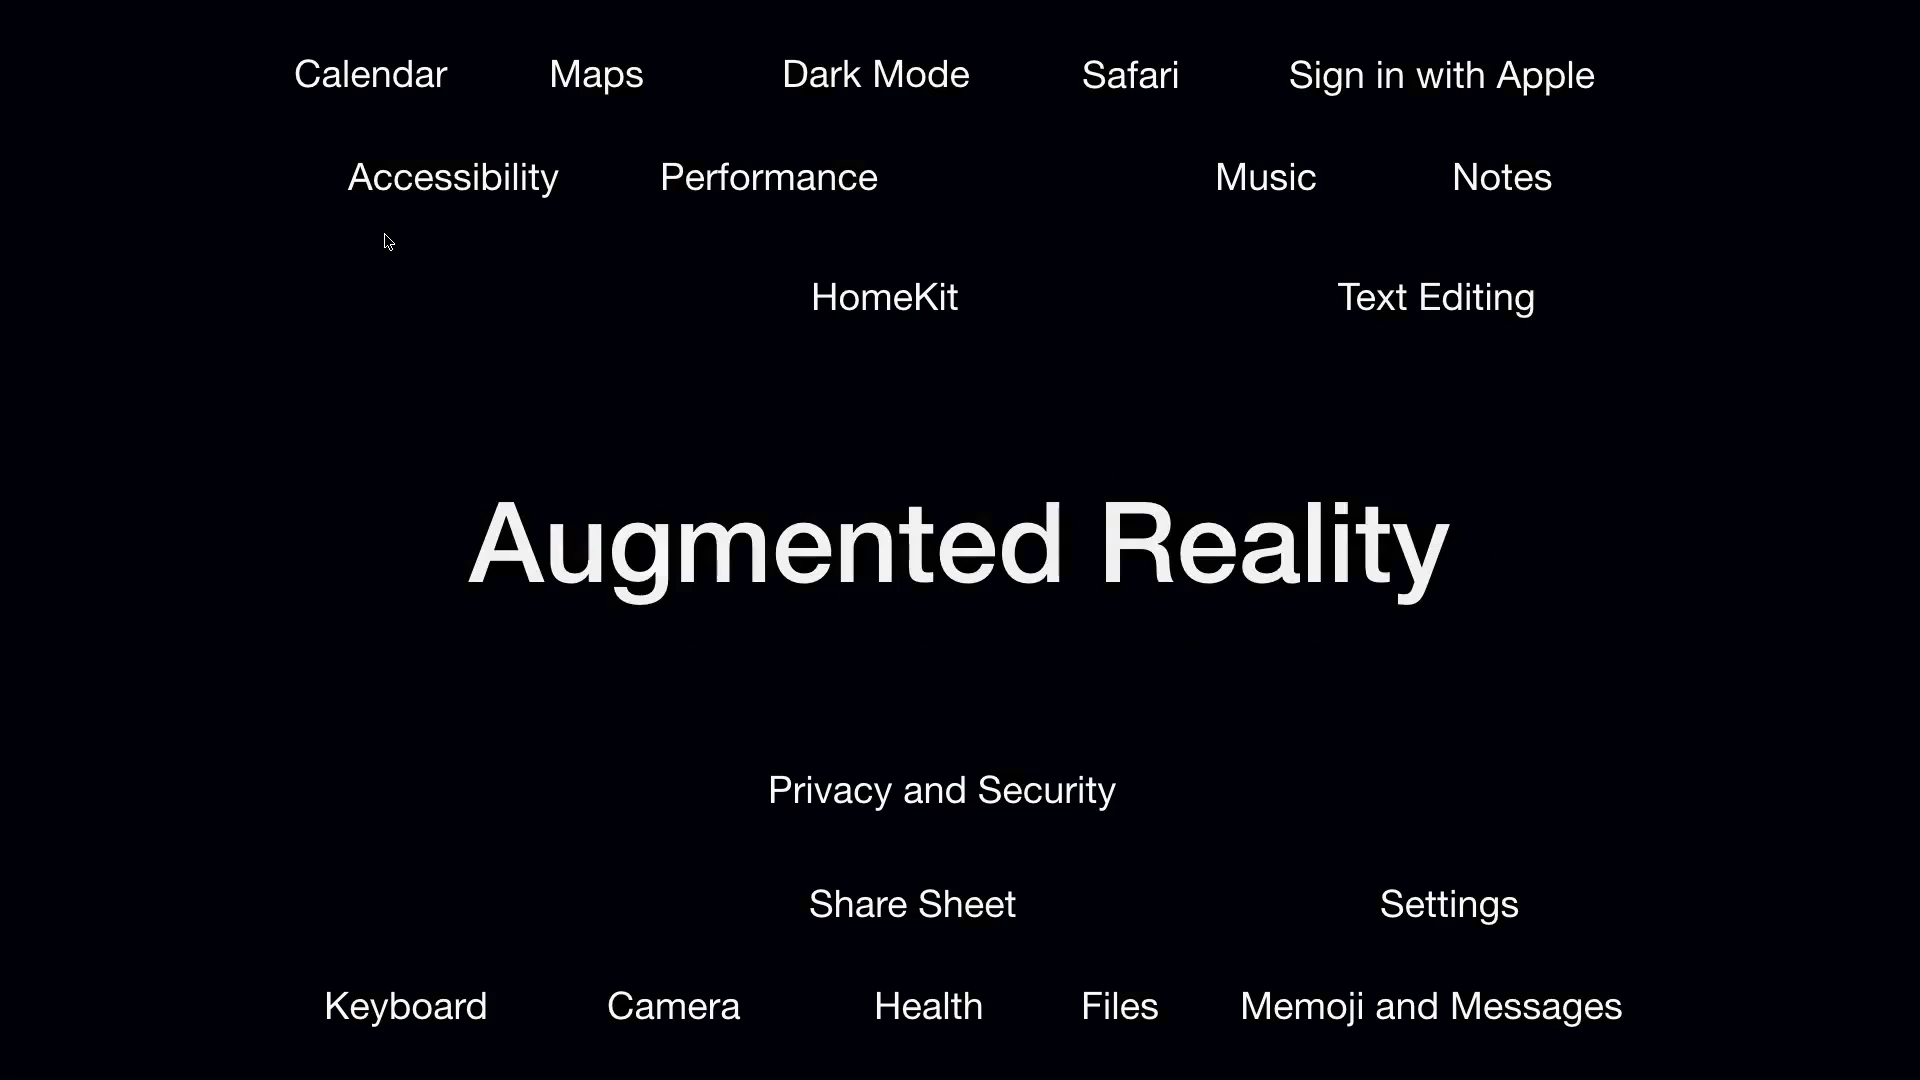 Calendar Maps Dark Mode Safari Sign in with Apple
Accessibility Performance Music Notes
HomeKit Text Editing
Augmented Reality
Privacy and Security
Share Sheet Settings
Keyboard Camera Health Files Memoji and Messages